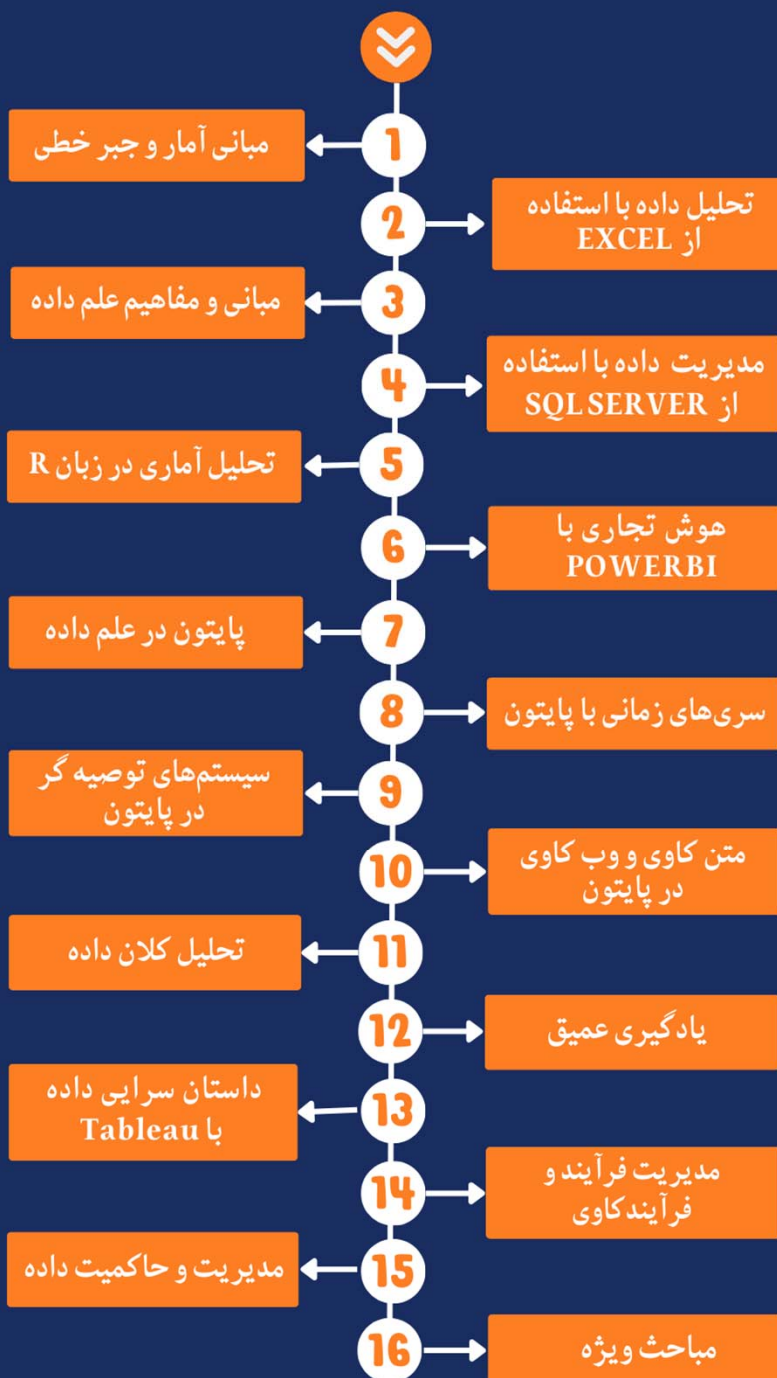 1
مبانی آمار و جبر خطی
2
تحلیل داده با استفاده
از EXCEL
3
مبانی و مفاهیم علم داده
4
مدیریت داده با استفاده
از SQL SERVER
5
تحلیل آماری در زبان R
6
هوش تجاری با
POWERBI
7
پایتون در علم داده
8
سری‌های زمانی با پایتون
9
سیستم‌های توصیه گر
در پایتون
10
متن کاوی و وب کاوی
در پایتون
11
تحلیل کلان داده
12
یادگیری عمیق
13
داستان سرایی داده
با Tableau
14
مدیریت فرآیند و
فرآیندکاوی
15
مدیریت و حاکمیت داده
16
مباحث ویژه